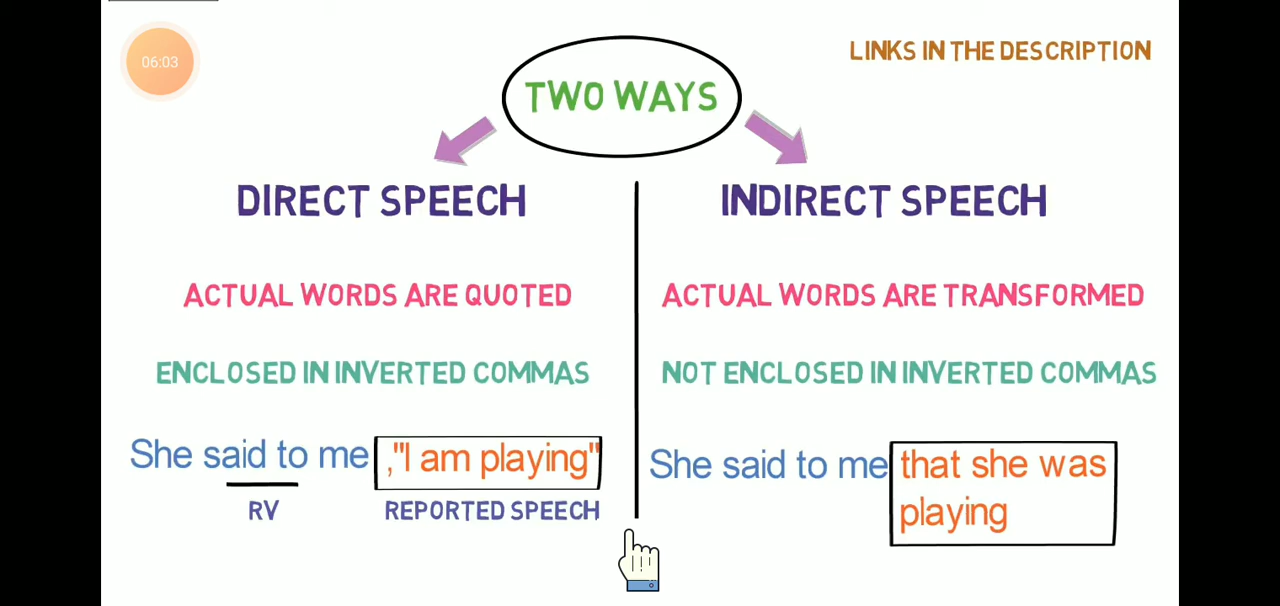 06:03
LINKS IN THE DESCRIPTION
TWO WAYS
DIRECT SPEECH
INDIRECT SPEECH
ACTUAL WORDS ARE QUOTED
ACTUAL WORDS ARE TRANSFORMED
ENCLOSED IN INVERTED COMMAS
NOT ENCLOSED IN INVERTED COMMAS
She said to me ,"I am playing"
RV
REPORTED SPEECH
She said to me that she was
playing